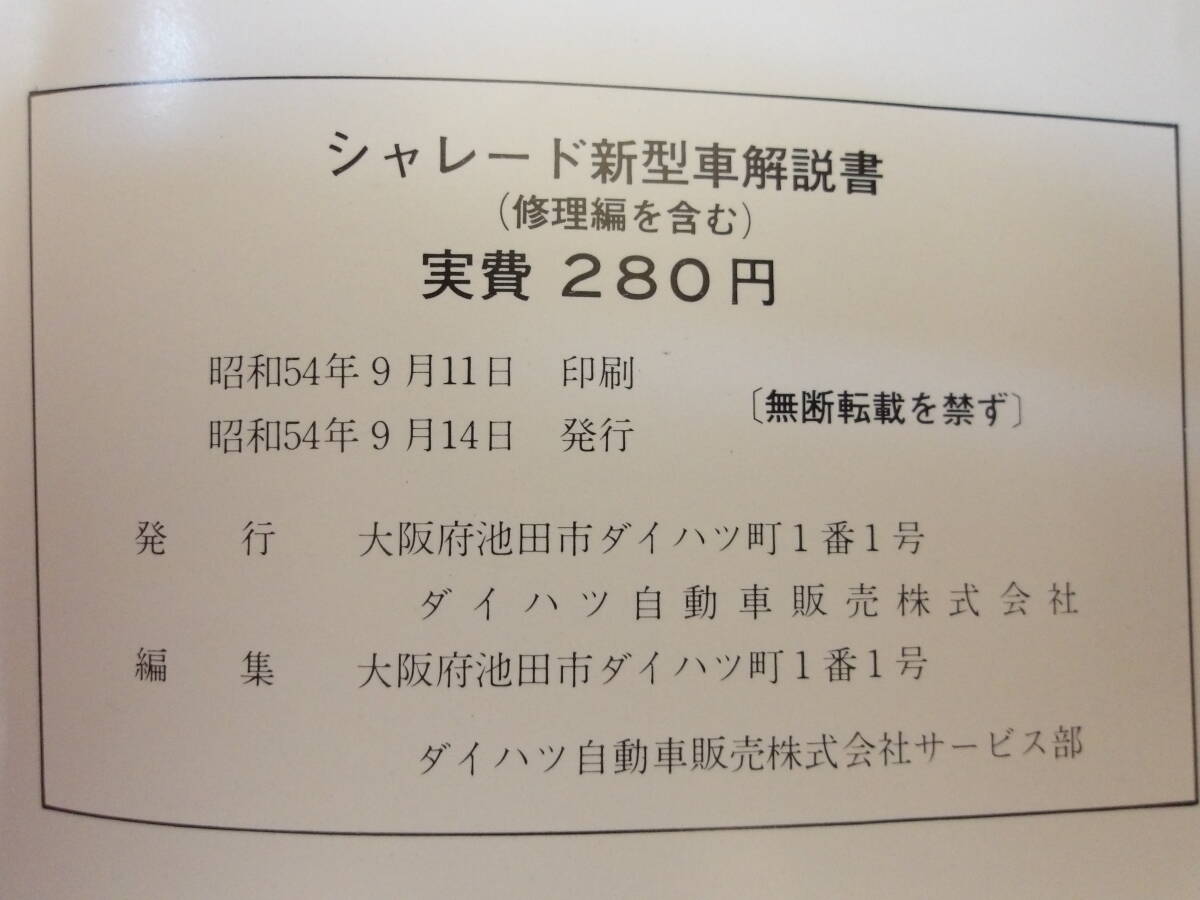 シャレード新型車解説書
(修理編を含む)
実費 280円
昭和54年9月11日 印刷
昭和54年9月14日 発行
〔無断転載を禁ず〕
発行 大阪府池田市ダイハツ町1番1号
ダイハツ自動車販売株式会社
編集 大阪府池田市ダイハツ町1番1号
ダイハツ自動車販売株式会社サービス部